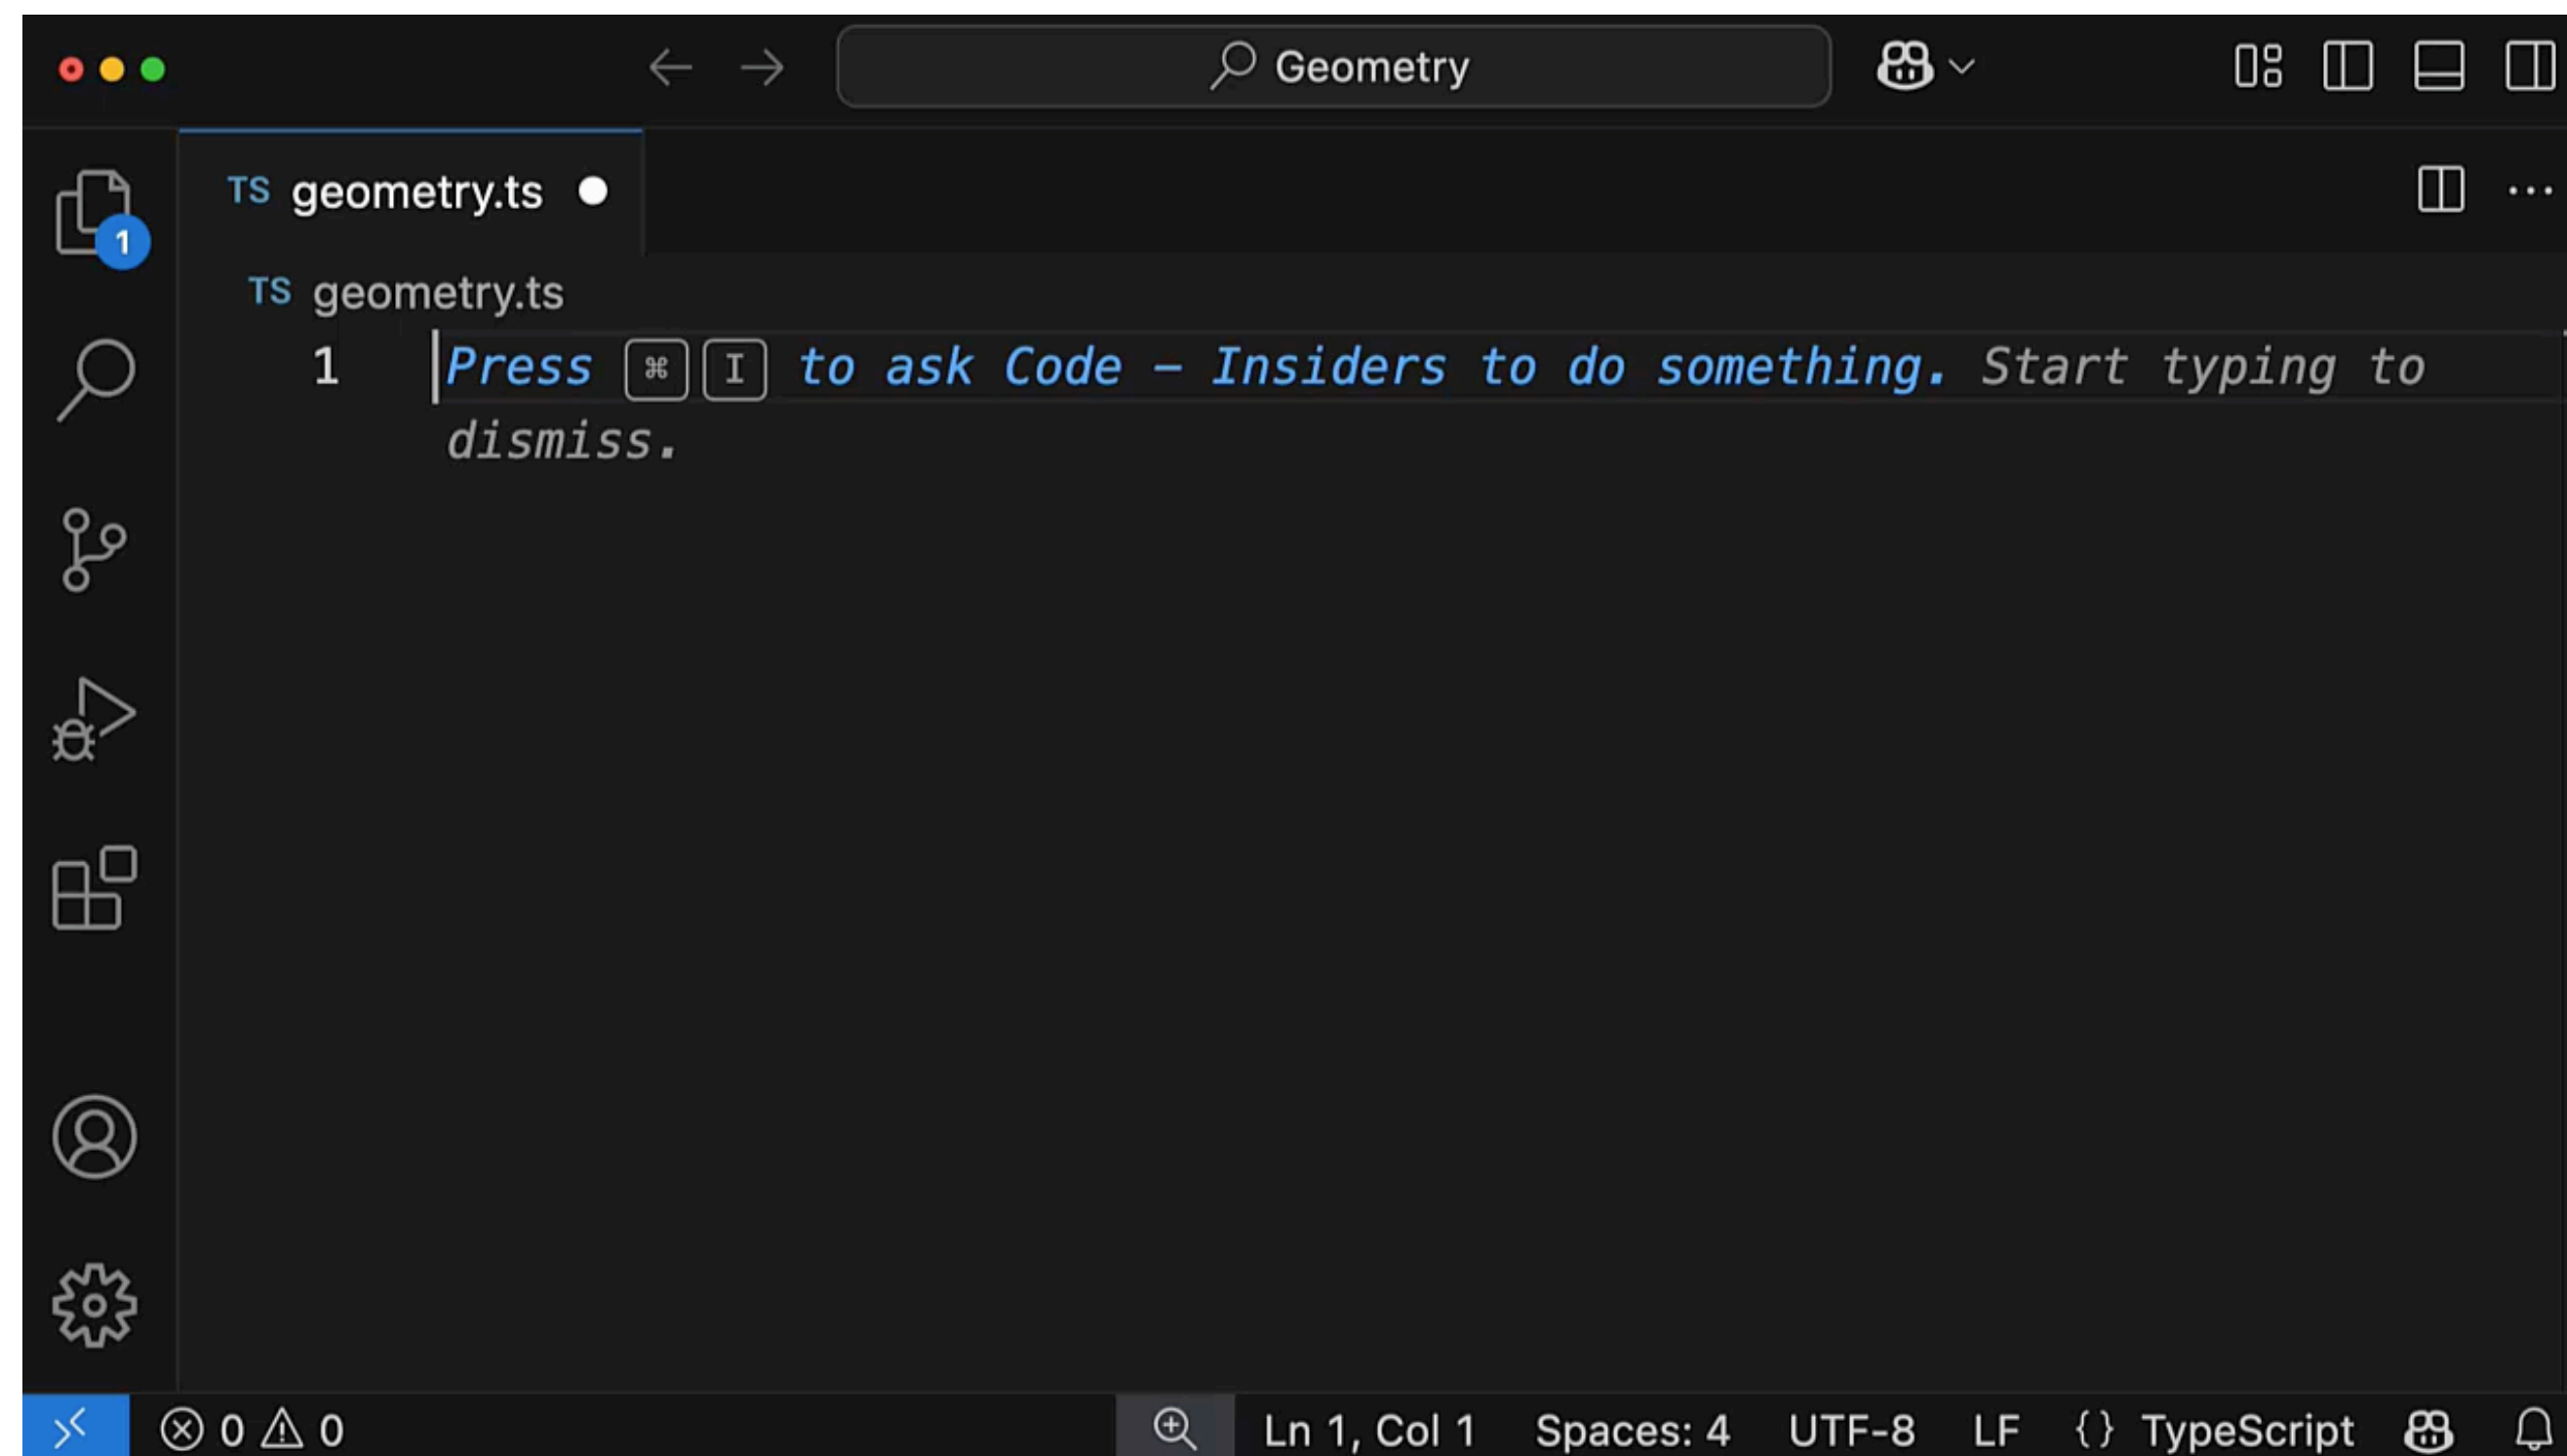 Geometry
TS geometry.ts
1
TS geometry.ts
1 Press ⌘ I to ask Code – Insiders to do something. Start typing to
dismiss.
0 0 Ln 1, Col 1 Spaces: 4 UTF-8 LF {} TypeScript